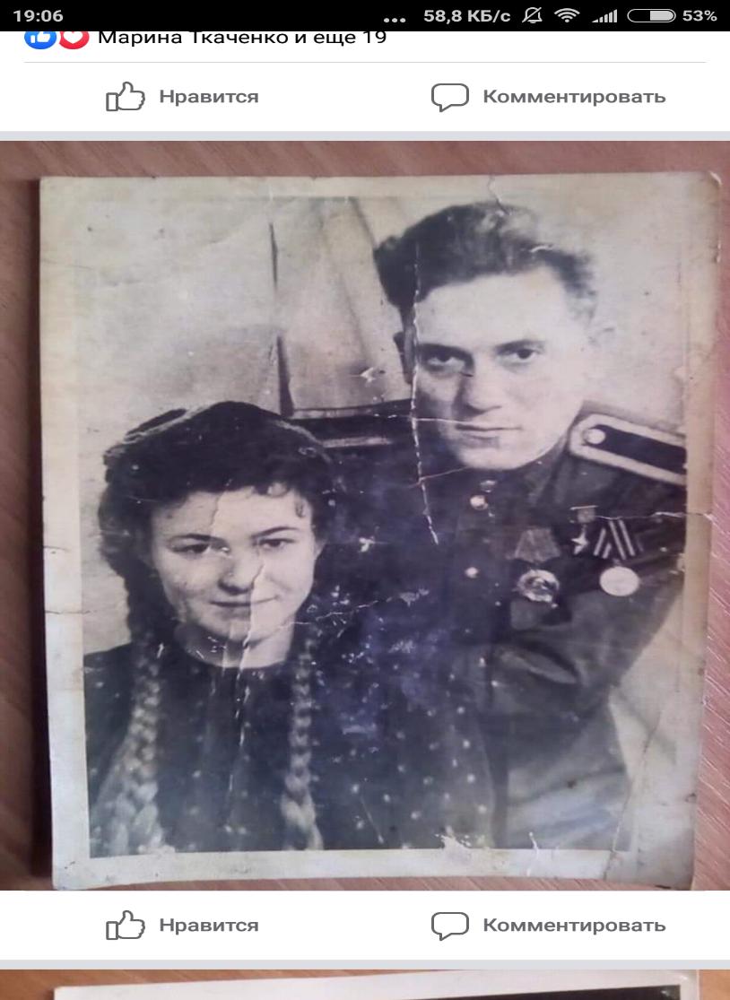 19:06 ... 58,8 КБ/с 53%
Марина Ткаченко и еще 19
Нравится Комментировать
Нравится Комментировать